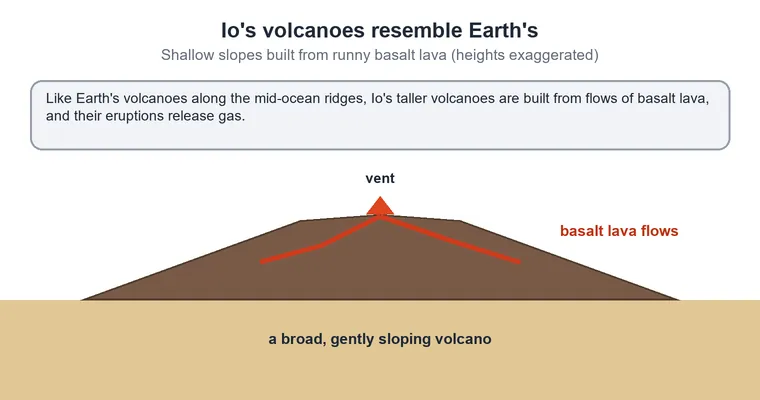 Io's volcanoes resemble Earth's
Shallow slopes built from runny basalt lava (heights exaggerated)
Like Earth's volcanoes along the mid-ocean ridges, Io's taller volcanoes are built from flows of basalt lava,
and their eruptions release gas.
vent
basalt lava flows
a broad, gently sloping volcano